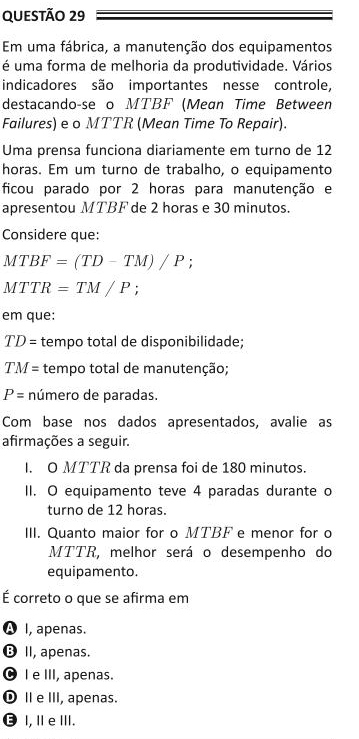 QUESTÃO 29
Em uma fábrica, a manutenção dos equipamentos
é uma forma de melhoria da produtividade. Vários
indicadores são importantes nesse controle,
destacando-se o MTBF (Mean Time Between
Failures) e o MTTR (Mean Time To Repair).
Uma prensa funciona diariamente em turno de 12
horas. Em um turno de trabalho, o equipamento
ficou parado por 2 horas para manutenção e
apresentou MTBF de 2 horas e 30 minutos.
Considere que:
MTBF = (TD – TM) / P ;
MTTR = TM / P ;
em que:
TD = tempo total de disponibilidade;
TM = tempo total de manutenção;
P = número de paradas.
Com base nos dados apresentados, avalie as
afirmações a seguir.
I. O MTTR da prensa foi de 180 minutos.
II. O equipamento teve 4 paradas durante o
turno de 12 horas.
III. Quanto maior for o MTBF e menor for o
MTTR, melhor será o desempenho do
equipamento.
É correto o que se afirma em
A I, apenas.
B II, apenas.
C I e III, apenas.
D II e III, apenas.
E I, II e III.